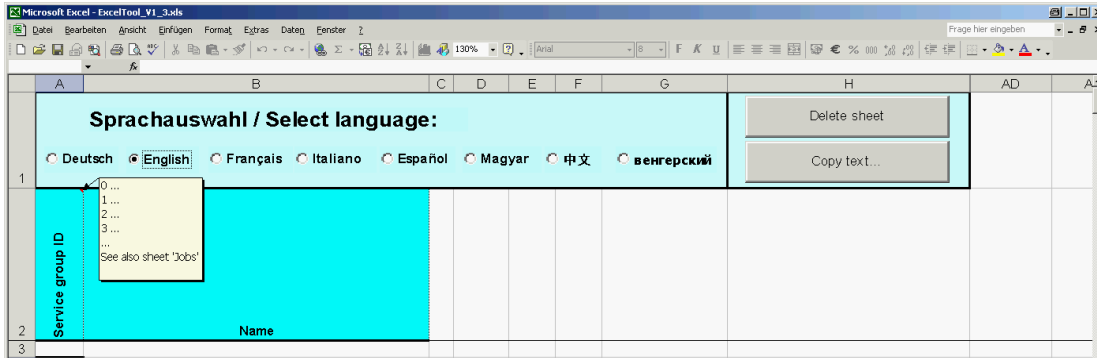 Microsoft Excel - ExcelTool_V1_3.xls
Datei Bearbeiten Ansicht Einfügen Format Extras Daten Fenster ?
Frage hier eingeben
130% Arial 8 F K U € % 000
fx
A B C D E F G H AD
Sprachauswahl / Select language:
Delete sheet
Deutsch English Français Italiano Español Magyar 中文 венгерский
Copy text...
1
0 ...
1 ...
2 ...
3 ...
...
See also sheet 'Jobs'
Service group ID
Name
2
3